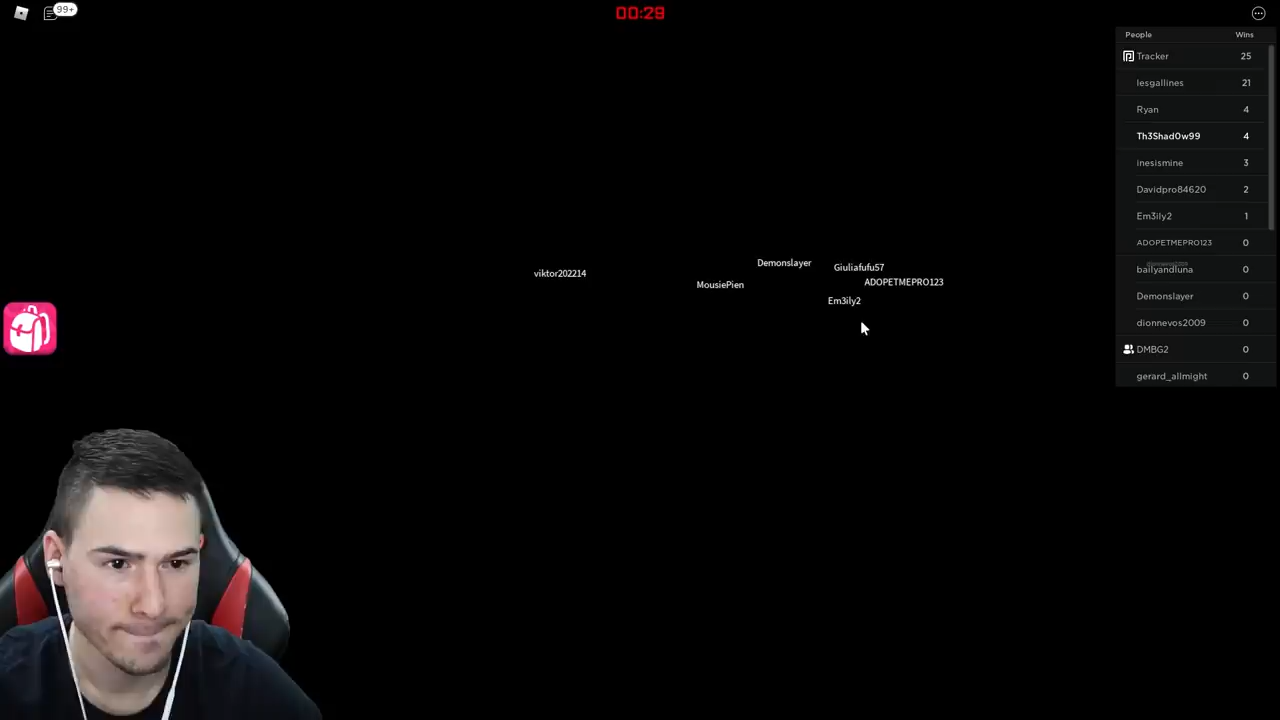 99+
00:29
People Wins
Tracker 25
lesgallines 21
Ryan 4
Th3Shad0w99 4
inesismine 3
Davidpro84620 2
Em3ily2 1
ADOPETMEPRO123 0
bailyandluna 0
Demonslayer 0
dionnevos2009 0
DMBG2 0
gerard_allmight 0
Demonslayer
Giuliafufu57
viktor202214
MousiePien
ADOPETMEPRO123
Em3ily2